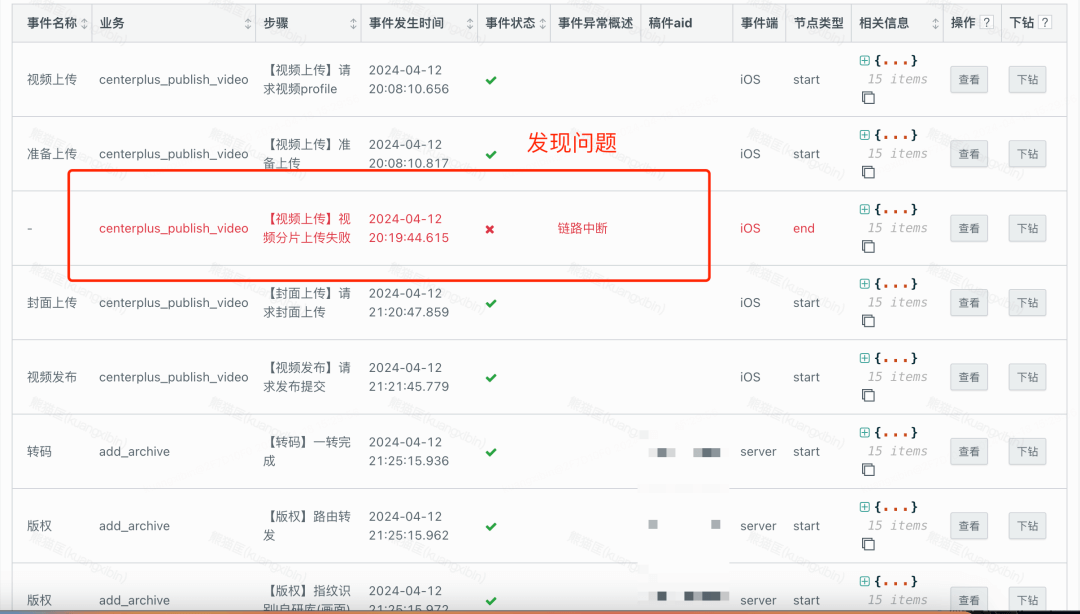 事件名称 业务 步骤 事件发生时间 事件状态 事件异常概述 稿件aid 事件端 节点类型 相关信息 操作 ? 下钻 ?
视频上传 centerplus_publish_video 【视频上传】请求视频profile 2024-04-12 20:08:10.656 iOS start {...} 15 items 查看 下钻
发现问题
准备上传 centerplus_publish_video 【视频上传】准备上传 2024-04-12 20:08:10.817 iOS start {...} 15 items 查看 下钻
- centerplus_publish_video 【视频上传】视频分片上传失败 2024-04-12 20:19:44.615 链路中断 iOS end {...} 15 items 查看 下钻
封面上传 centerplus_publish_video 【封面上传】请求封面上传 2024-04-12 21:20:47.859 iOS start {...} 15 items 查看 下钻
视频发布 centerplus_publish_video 【视频发布】请求发布提交 2024-04-12 21:21:45.779 iOS start {...} 15 items 查看 下钻
转码 add_archive 【转码】一转完成 2024-04-12 21:25:15.936 server start {...} 15 items 查看 下钻
版权 add_archive 【版权】路由转发 2024-04-12 21:25:15.962 server start {...} 15 items 查看 下钻
版权 add_archive 【版权】指纹识别自研库(画面) 2024-04-12 21:25:15.972 server start {...} 15 items 查看 下钻